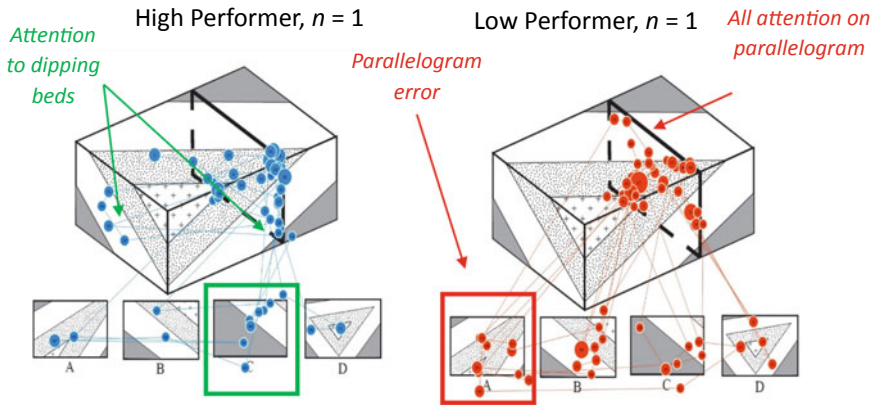 High Performer, n = 1
Low Performer, n = 1
Attention
to dipping
beds
Parallelogram
error
All attention on
parallelogram
A
B
C
D
A
B
C
D